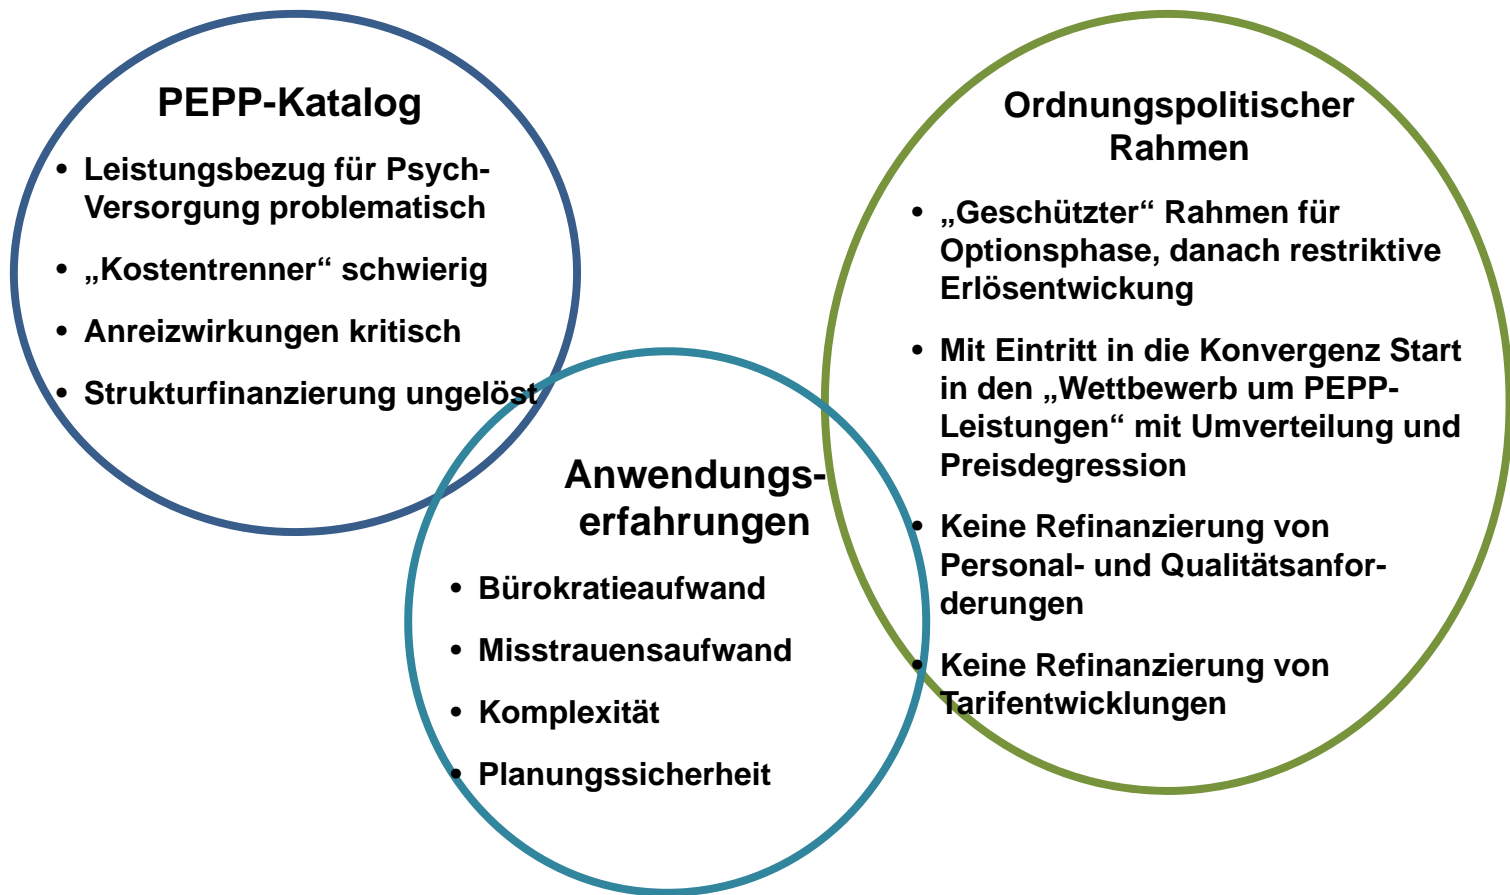 PEPP-Katalog
• Leistungsbezug für Psych-
Versorgung problematisch
• „Kostentrenner“ schwierig
• Anreizwirkungen kritisch
• Strukturfinanzierung ungelöst
Anwendungs-
erfahrungen
• Bürokratieaufwand
• Misstrauensaufwand
• Komplexität
• Planungssicherheit
Ordnungspolitischer
Rahmen
• „Geschützter“ Rahmen für
Optionsphase, danach restriktive
Erlösentwickung
• Mit Eintritt in die Konvergenz Start
in den „Wettbewerb um PEPP-
Leistungen“ mit Umverteilung und
Preisdegression
• Keine Refinanzierung von
Personal- und Qualitätsanfor-
derungen
• Keine Refinanzierung von
Tarifentwicklungen